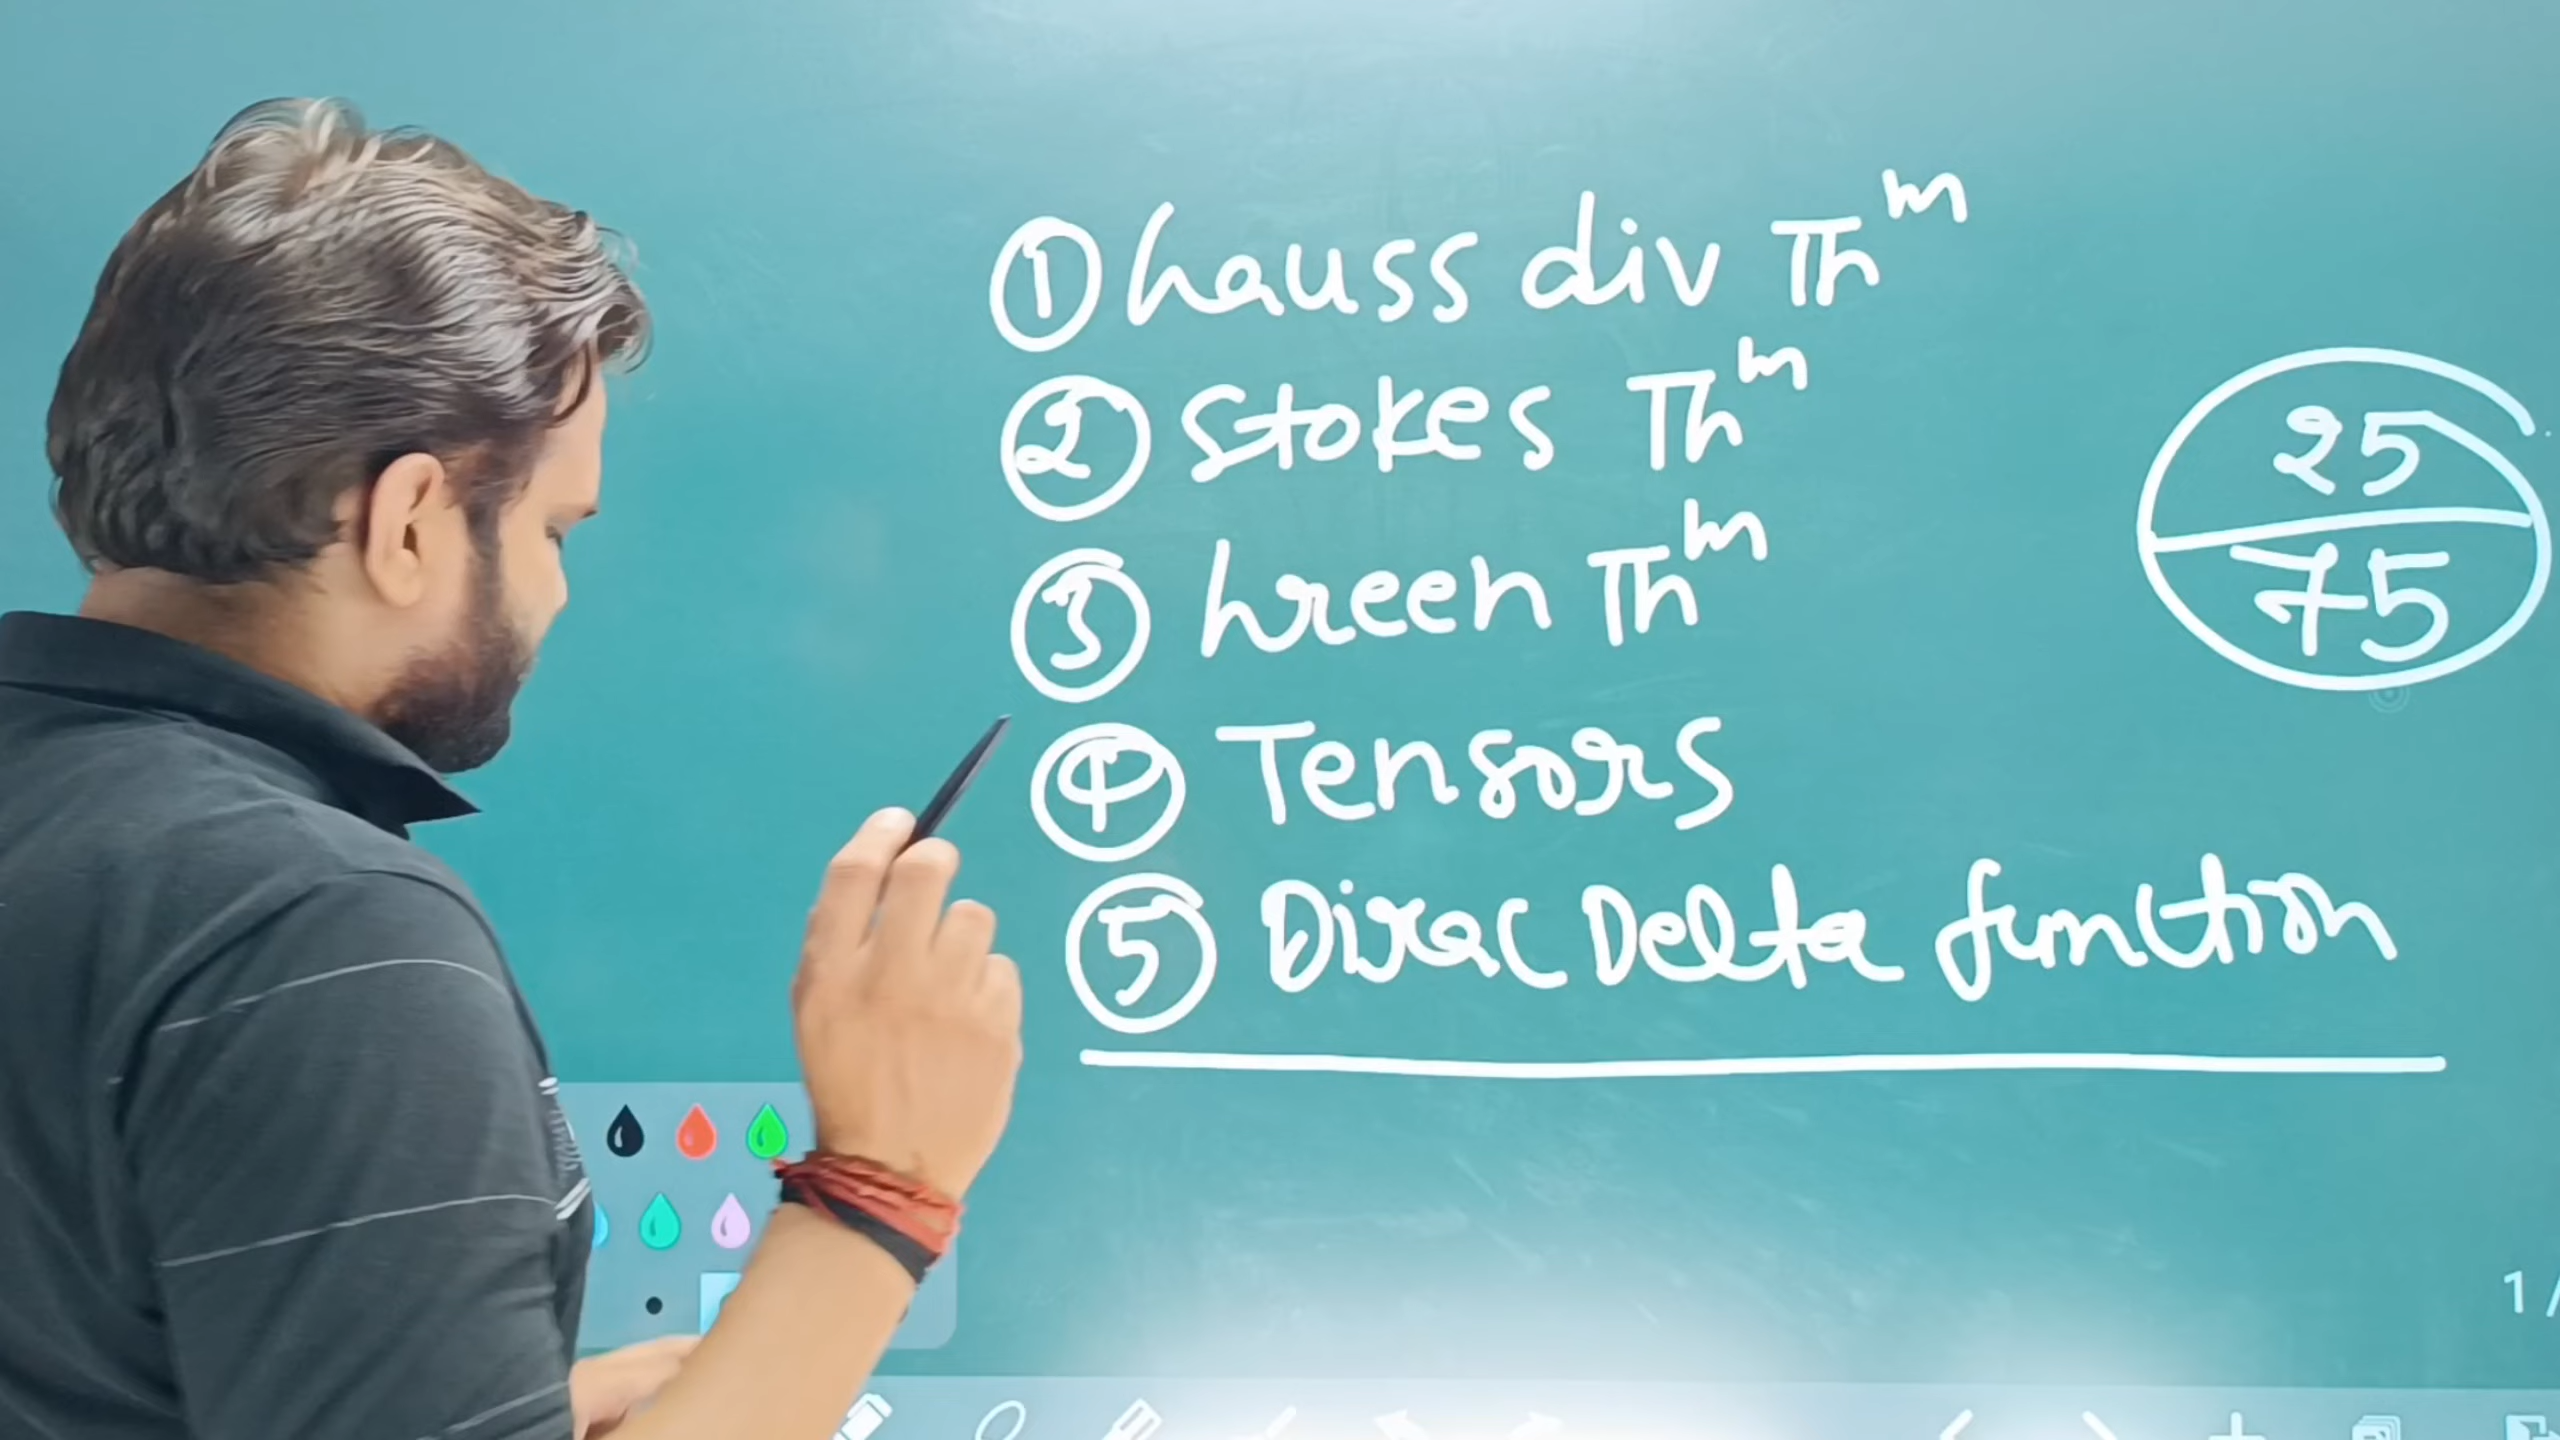 ① Gauss div Thᵐ
② Stokes Thᵐ
③ Green Thᵐ
④ Tensors
⑤ Dirac Delta function
25
75
1/